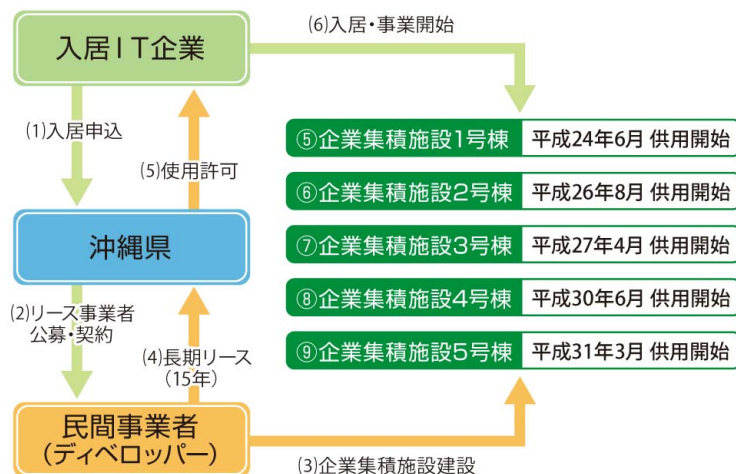 入居IT企業
(6)入居・事業開始
(1)入居申込
(5)使用許可
⑤企業集積施設1号棟 平成24年6月 供用開始
⑥企業集積施設2号棟 平成26年8月 供用開始
⑦企業集積施設3号棟 平成27年4月 供用開始
⑧企業集積施設4号棟 平成30年6月 供用開始
⑨企業集積施設5号棟 平成31年3月 供用開始
沖縄県
(2)リース事業者
公募・契約
(4)長期リース
(15年)
民間事業者
(ディベロッパー)
(3)企業集積施設建設